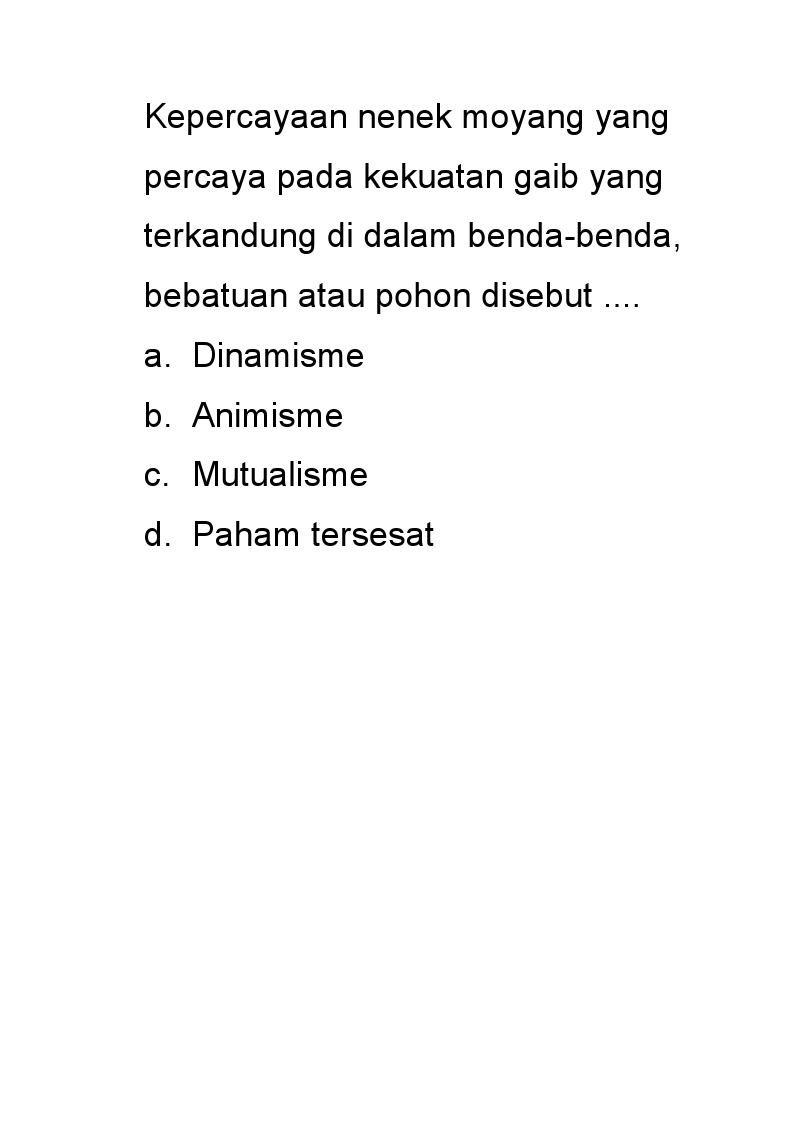 Kepercayaan nenek moyang yang
percaya pada kekuatan gaib yang
terkandung di dalam benda-benda,
bebatuan atau pohon disebut ....
a. Dinamisme
b. Animisme
c. Mutualisme
d. Paham tersesat